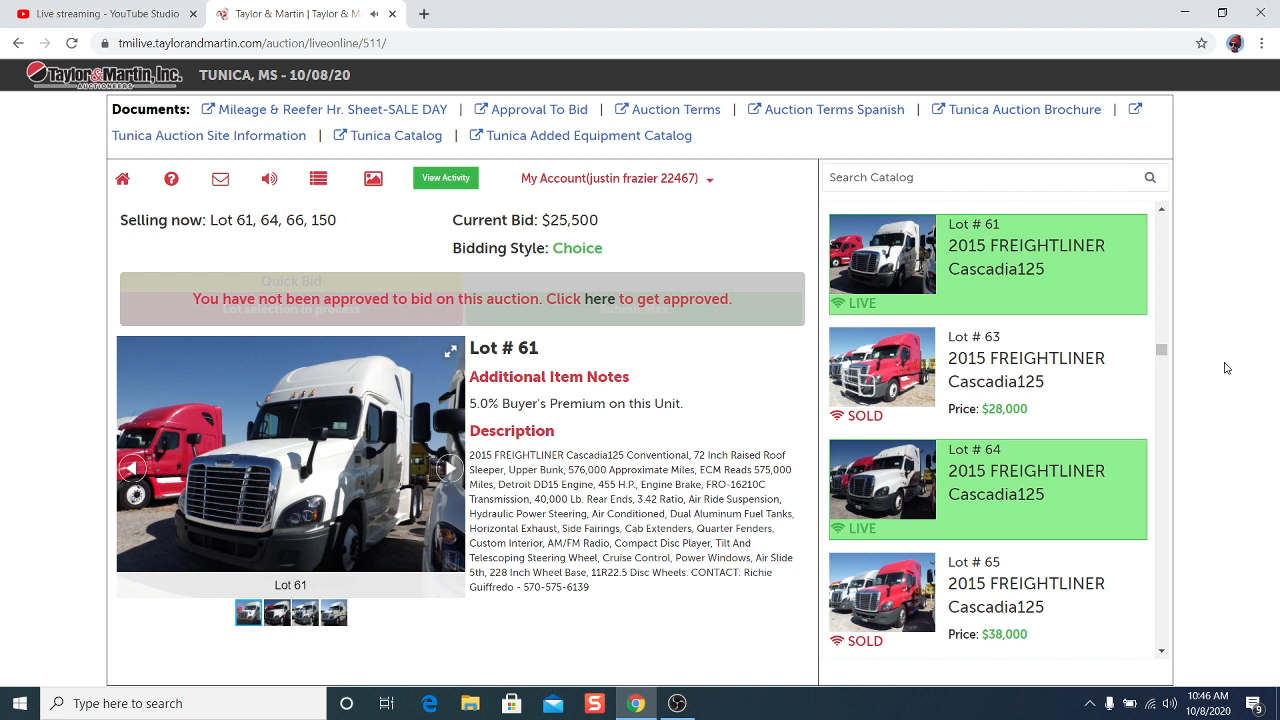 Live streaming - YouTube Studio
Taylor & Martin | Taylor & M
tmilive.taylorandmartin.com/auction/liveonline/511/
Taylor&Martin, Inc.
AUCTIONEERS
TUNICA, MS - 10/08/20
Documents: Mileage & Reefer Hr. Sheet-SALE DAY | Approval To Bid | Auction Terms | Auction Terms Spanish | Tunica Auction Brochure |
Tunica Auction Site Information | Tunica Catalog | Tunica Added Equipment Catalog
View Activity
My Account(justin frazier 22467)
Selling now: Lot 61, 64, 66, 150
Current Bid: $25,500
Bidding Style: Choice
Quick Bid
You have not been approved to bid on this auction. Click here to get approved.
Lot selection in process
Submit Max
Lot 61
Lot # 61
Additional Item Notes
5.0% Buyer's Premium on this Unit.
Description
2015 FREIGHTLINER Cascadia125 Conventional, 72 Inch Raised Roof
Sleeper, Upper Bunk, 576,000 Approximate Miles, ECM Reads 575,000
Miles, Detroit DD15 Engine, 455 H.P., Engine Brake, FRO-16210C
Transmission, 40,000 Lb. Rear Ends, 3.42 Ratio, Air Ride Suspension,
Hydraulic Power Steering, Air Conditioned, Dual Aluminum Fuel Tanks,
Horizontal Exhaust, Side Fairings, Cab Extenders, Quarter Fenders,
Custom Interior, AM/FM Radio, Compact Disc Player, Tilt And
Telescoping Steering Wheel, Cruise Control, Power Windows, Air Slide
5th, 228 Inch Wheel Base, 11R22.5 Disc Wheels. CONTACT: Richie
Guiffredo - 570-575-6139
Search Catalog
Lot # 61
2015 FREIGHTLINER
Cascadia125
LIVE
Lot # 63
2015 FREIGHTLINER
Cascadia125
Price: $28,000
SOLD
Lot # 64
2015 FREIGHTLINER
Cascadia125
LIVE
Lot # 65
2015 FREIGHTLINER
Cascadia125
Price: $38,000
SOLD
Type here to search
10:46 AM
10/8/2020
9